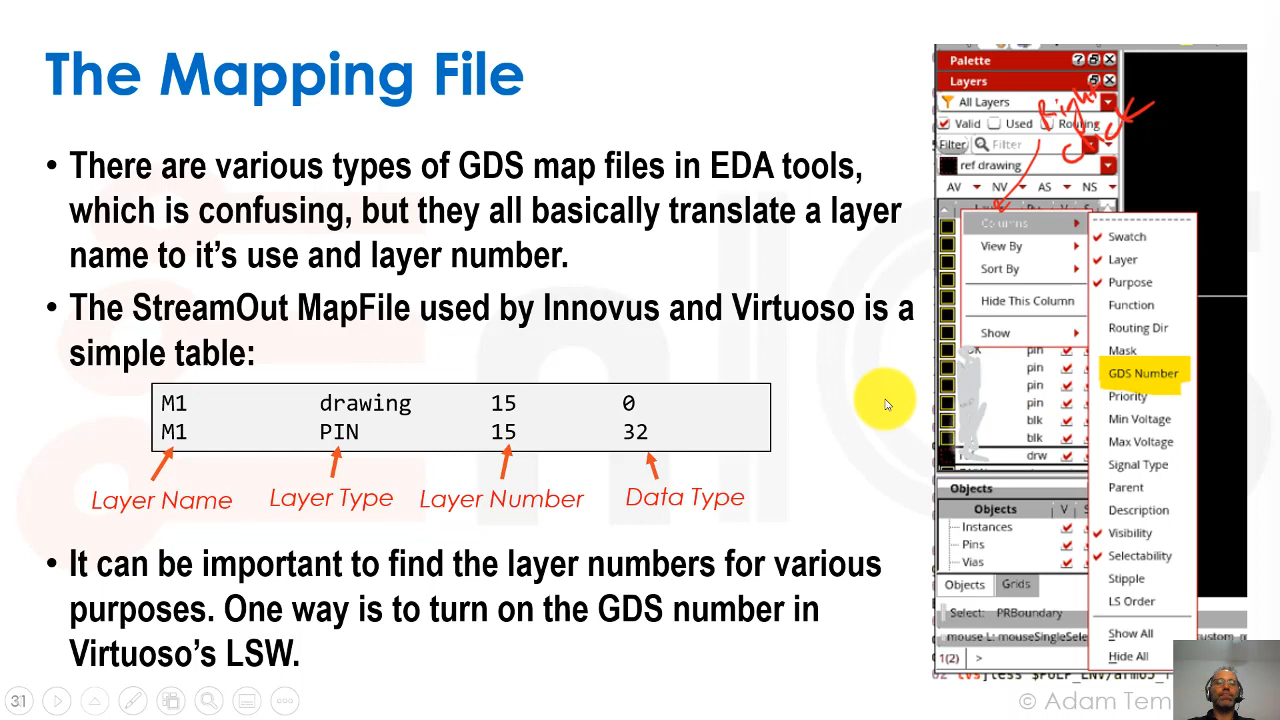 The Mapping File
• There are various types of GDS map files in EDA tools,
which is confusing, but they all basically translate a layer
name to it's use and layer number.
• The StreamOut MapFile used by Innovus and Virtuoso is a
simple table:
M1 drawing 15 0
M1 PIN 15 32
Layer Name Layer Type Layer Number Data Type
• It can be important to find the layer numbers for various
purposes. One way is to turn on the GDS number in
Virtuoso's LSW.
31
Palette
Layers
All Layers
Valid Used Routing
Right
click
Filter Filter
ref drawing
AV NV AS NS
Columns
View By
Sort By
Hide This Column
Show
Swatch
Layer
Purpose
Function
Routing Dir
Mask
GDS Number
Priority
Min Voltage
Max Voltage
Signal Type
Parent
Description
Visibility
Selectability
Stipple
LS Order
Show All
Hide All
pin
pin
pin
pin
blk
blk
drw
Objects
Objects V S
Instances
Pins
Vias
Objects Grids
Select: PRBoundary
mouse L: mouseSingleSele
1(2) >
© Adam Tem